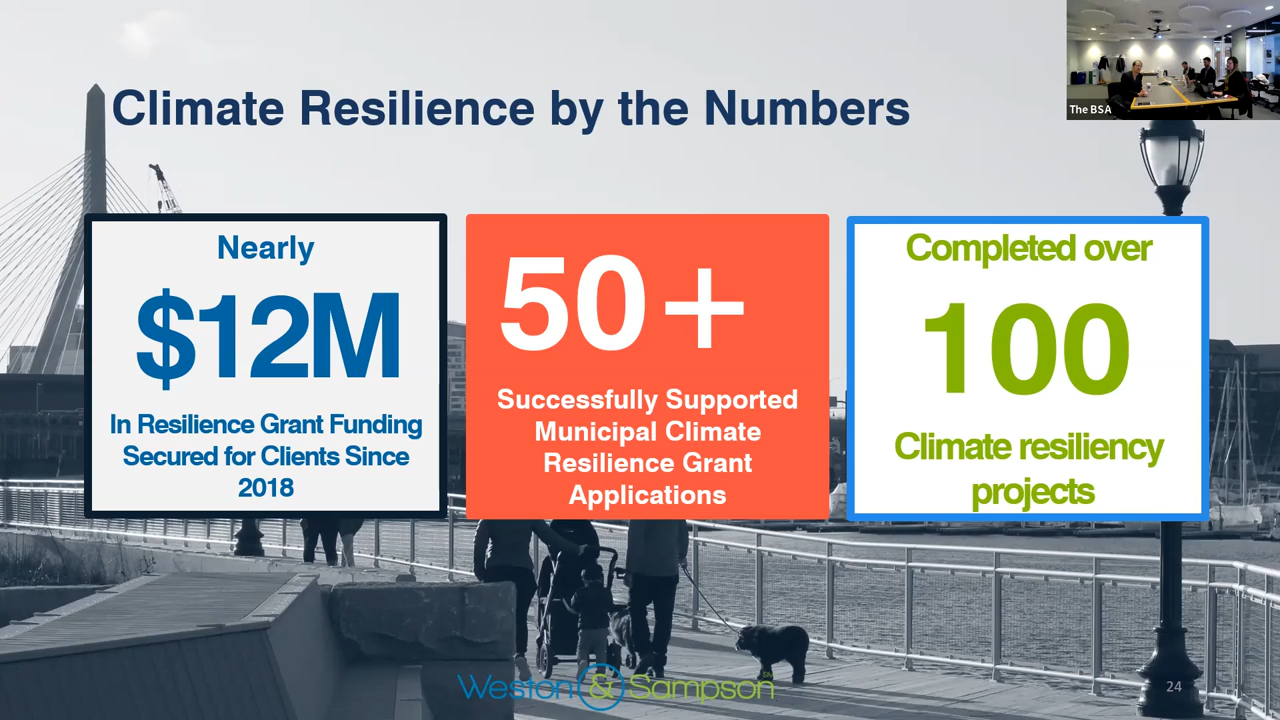 The BSA
Climate Resilience by the Numbers
Nearly
$12M
In Resilience Grant Funding
Secured for Clients Since
2018
50+
Successfully Supported
Municipal Climate
Resilience Grant
Applications
Completed over
100
Climate resiliency
projects
Weston & Sampson
24